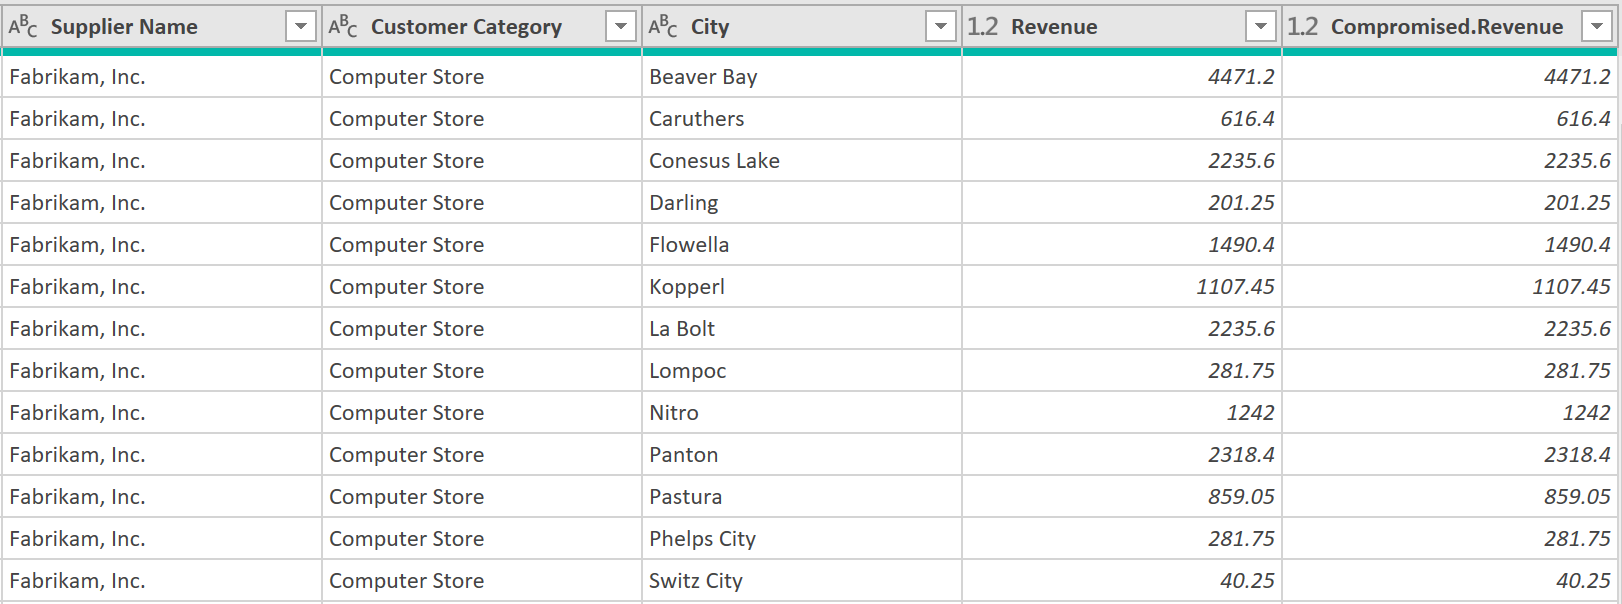 ABC Supplier Name ABC Customer Category ABC City 1.2 Revenue 1.2 Compromised.Revenue
Fabrikam, Inc. Computer Store Beaver Bay 4471.2 4471.2
Fabrikam, Inc. Computer Store Caruthers 616.4 616.4
Fabrikam, Inc. Computer Store Conesus Lake 2235.6 2235.6
Fabrikam, Inc. Computer Store Darling 201.25 201.25
Fabrikam, Inc. Computer Store Flowella 1490.4 1490.4
Fabrikam, Inc. Computer Store Kopperl 1107.45 1107.45
Fabrikam, Inc. Computer Store La Bolt 2235.6 2235.6
Fabrikam, Inc. Computer Store Lompoc 281.75 281.75
Fabrikam, Inc. Computer Store Nitro 1242 1242
Fabrikam, Inc. Computer Store Panton 2318.4 2318.4
Fabrikam, Inc. Computer Store Pastura 859.05 859.05
Fabrikam, Inc. Computer Store Phelps City 281.75 281.75
Fabrikam, Inc. Computer Store Switz City 40.25 40.25